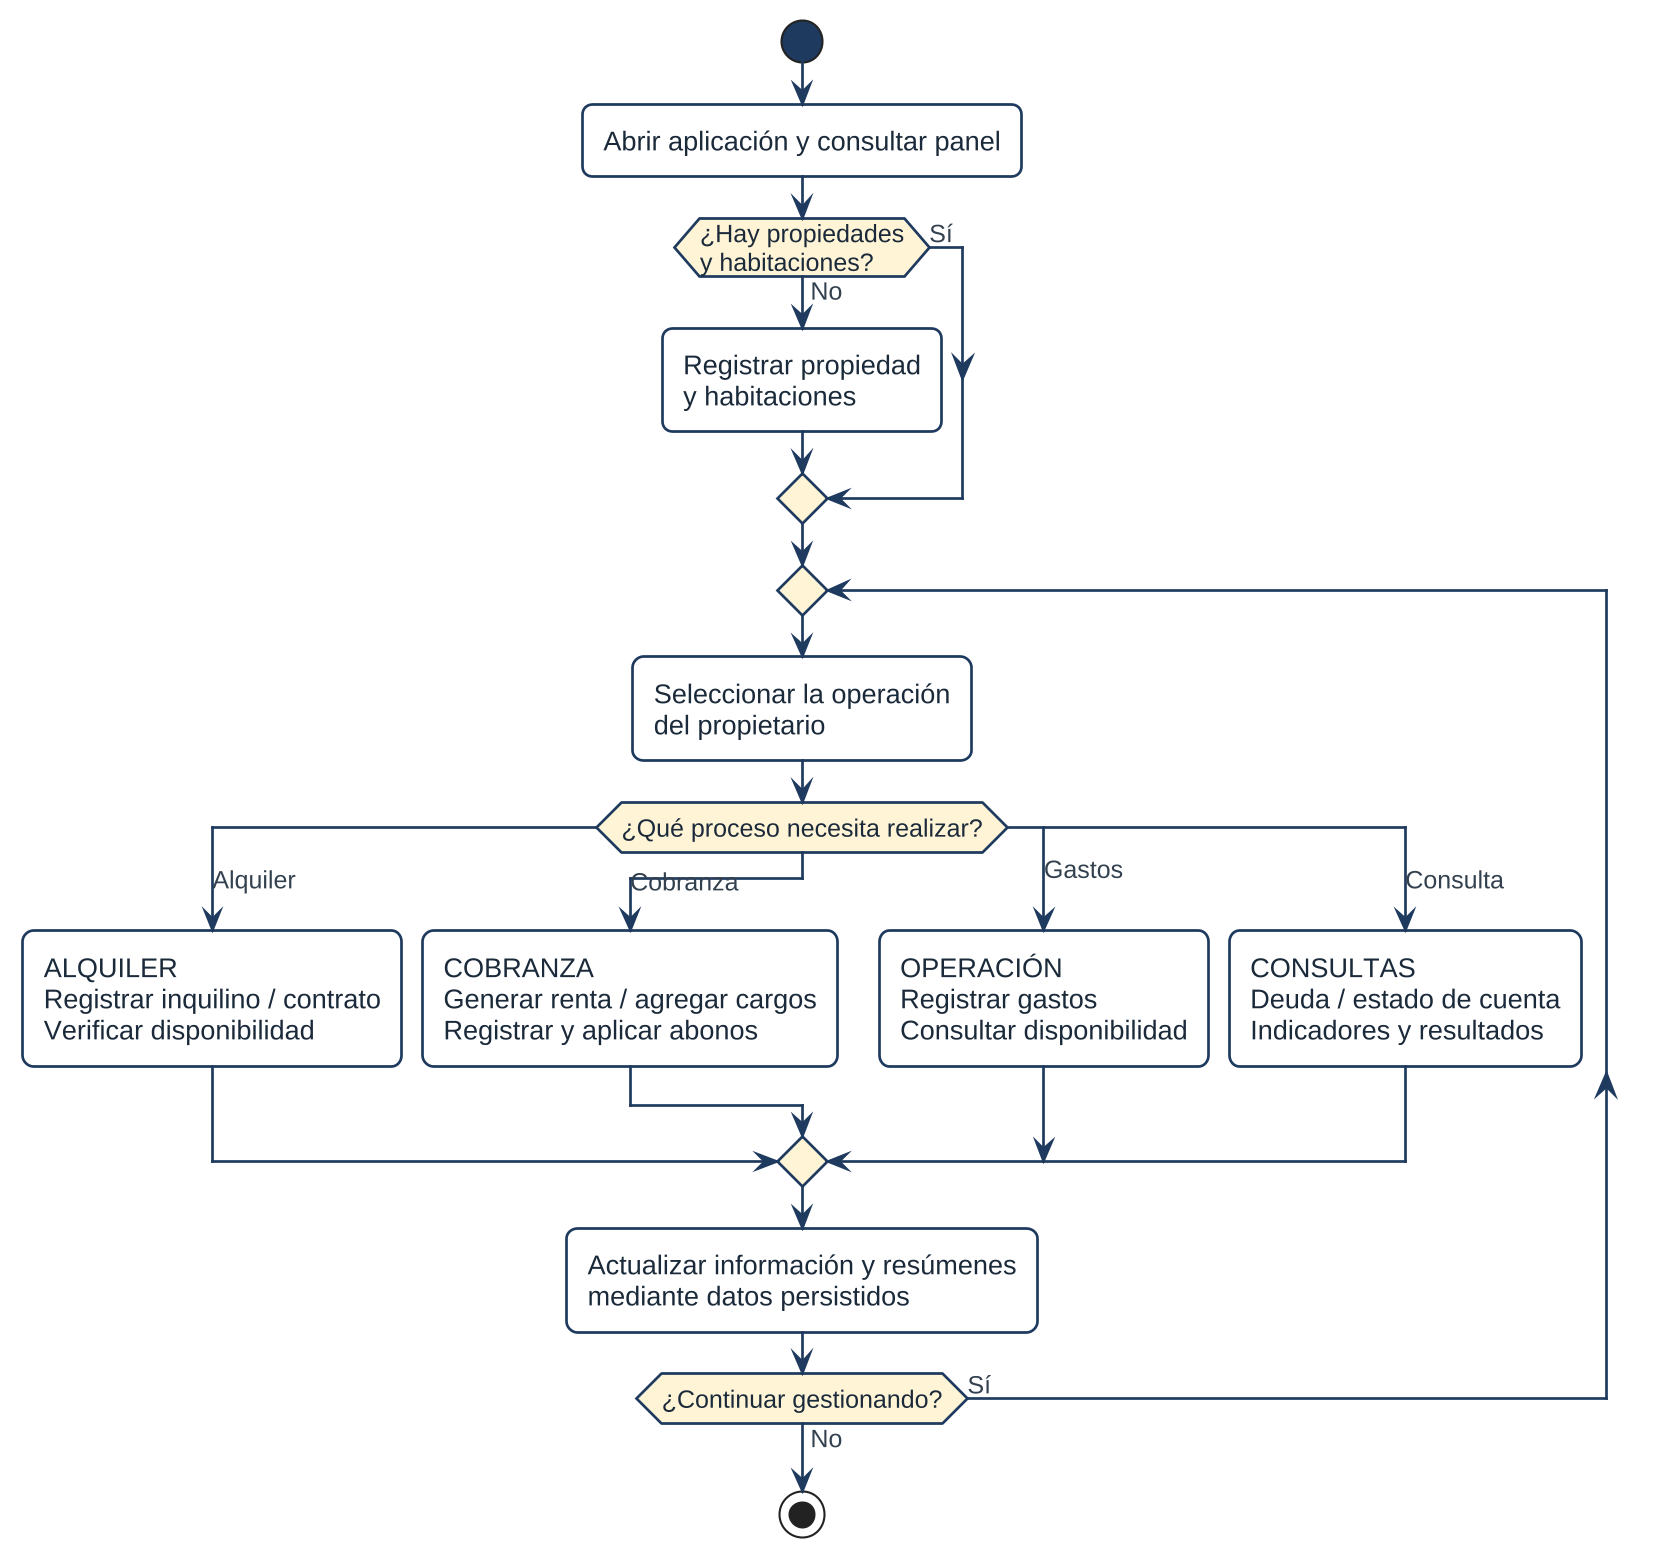 Abrir aplicación y consultar panel
¿Hay propiedades
y habitaciones?
Sí
No
Registrar propiedad
y habitaciones
Seleccionar la operación
del propietario
¿Qué proceso necesita realizar?
Alquiler
Cobranza
Gastos
Consulta
ALQUILER
Registrar inquilino / contrato
Verificar disponibilidad
COBRANZA
Generar renta / agregar cargos
Registrar y aplicar abonos
OPERACIÓN
Registrar gastos
Consultar disponibilidad
CONSULTAS
Deuda / estado de cuenta
Indicadores y resultados
Actualizar información y resúmenes
mediante datos persistidos
¿Continuar gestionando?
Sí
No